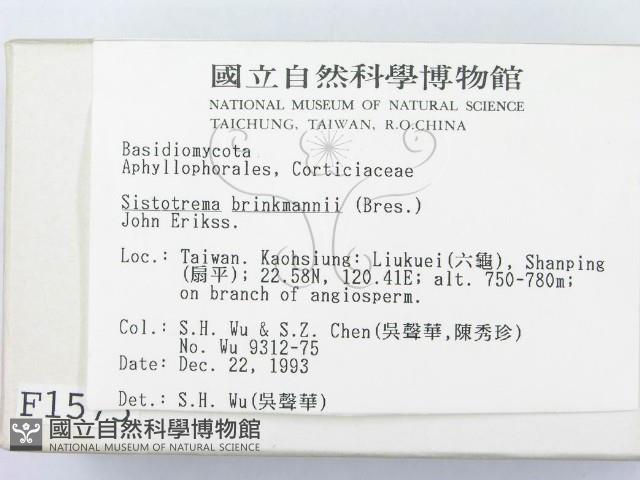 國立自然科學博物館
NATIONAL MUSEUM OF NATURAL SCIENCE
TAICHUNG, TAIWAN, R.O.CHINA
Basidiomycota
Aphyllophorales, Corticiaceae
Sistotrema brinkmannii (Bres.)
John Erikss.
Loc.: Taiwan. Kaohsiung: Liukuei(六龜), Shanping
(扇平); 22.58N, 120.41E; alt. 750-780m;
on branch of angiosperm.
Col.: S.H. Wu & S.Z. Chen(吳聲華,陳秀珍)
No. Wu 9312-75
Date: Dec. 22, 1993
Det.: S.H. Wu(吳聲華)
國立自然科學博物館
NATIONAL MUSEUM OF NATURAL SCIENCE